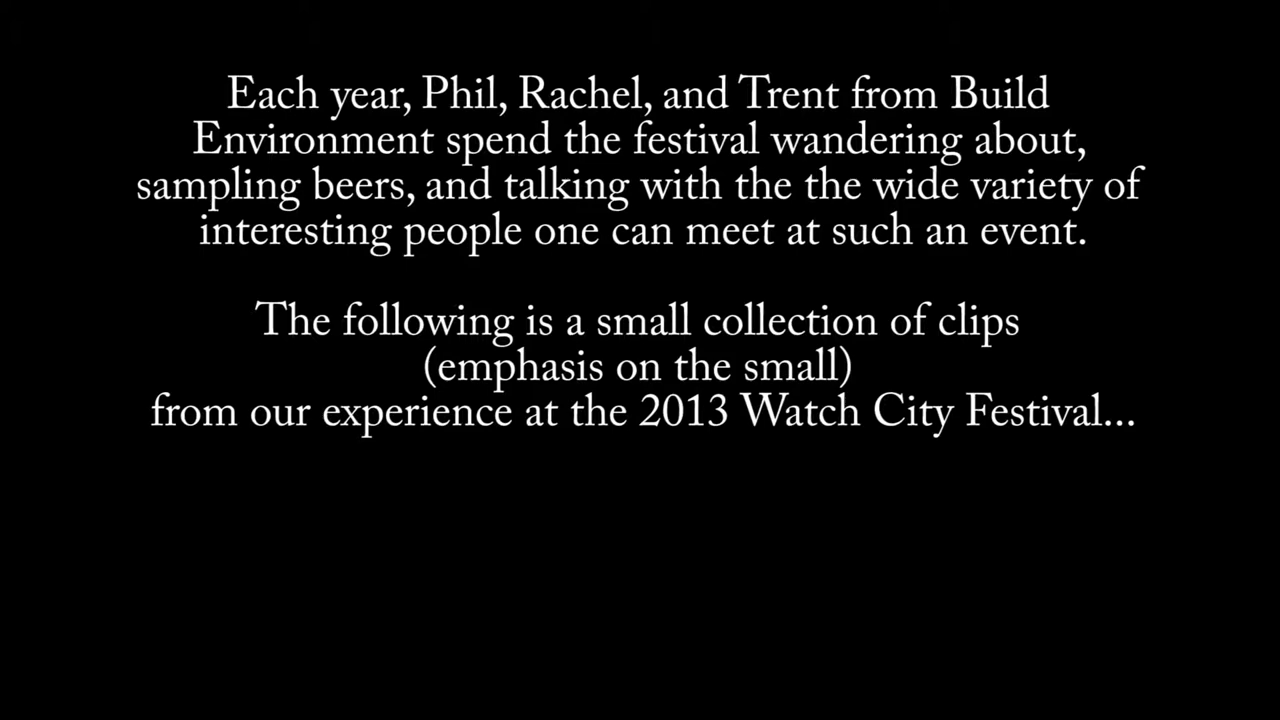 Each year, Phil, Rachel, and Trent from Build
Environment spend the festival wandering about,
sampling beers, and talking with the the wide variety of
interesting people one can meet at such an event.
The following is a small collection of clips
(emphasis on the small)
from our experience at the 2013 Watch City Festival...